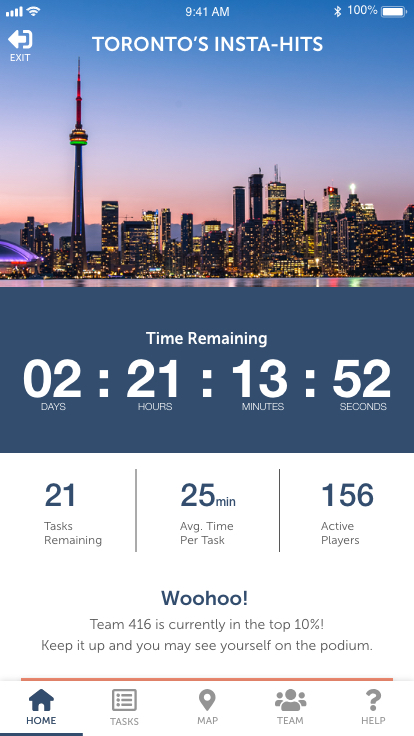 9:41 AM
100%
TORONTO’S INSTA-HITS
EXIT
Time Remaining
02 : 21 : 13 : 52
DAYS HOURS MINUTES SECONDS
21 25min 156
Tasks Remaining
Avg. Time Per Task
Active Players
Woohoo!
Team 416 is currently in the top 10%!
Keep it up and you may see yourself on the podium.
HOME TASKS MAP TEAM HELP